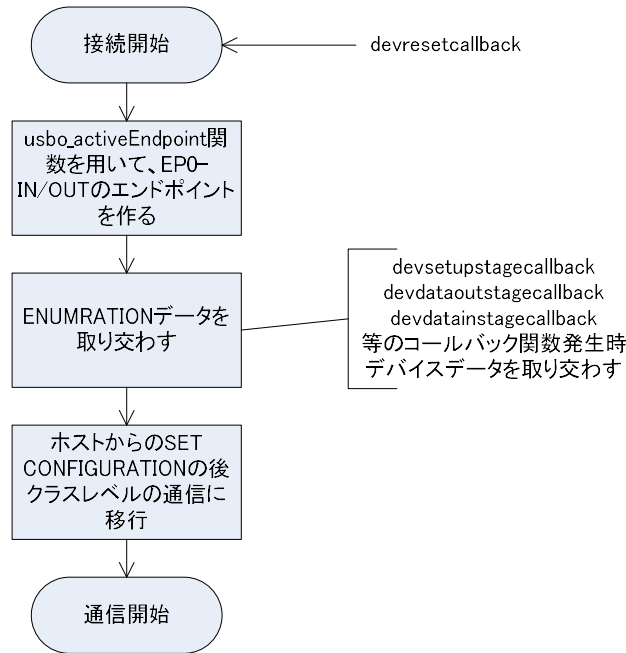 接続開始
devresetcallback
usbo_activeEndpoint関
数を用いて、EP0-
IN/OUTのエンドポイント
を作る
ENUMRATIONデータを
取り交わす
devsetupstagecallback
devdataoutstagecallback
devdatainstagecallback
等のコールバック関数発生時
デバイスデータを取り交わす
ホストからのSET
CONFIGURATIONの後
クラスレベルの通信に
移行
通信開始